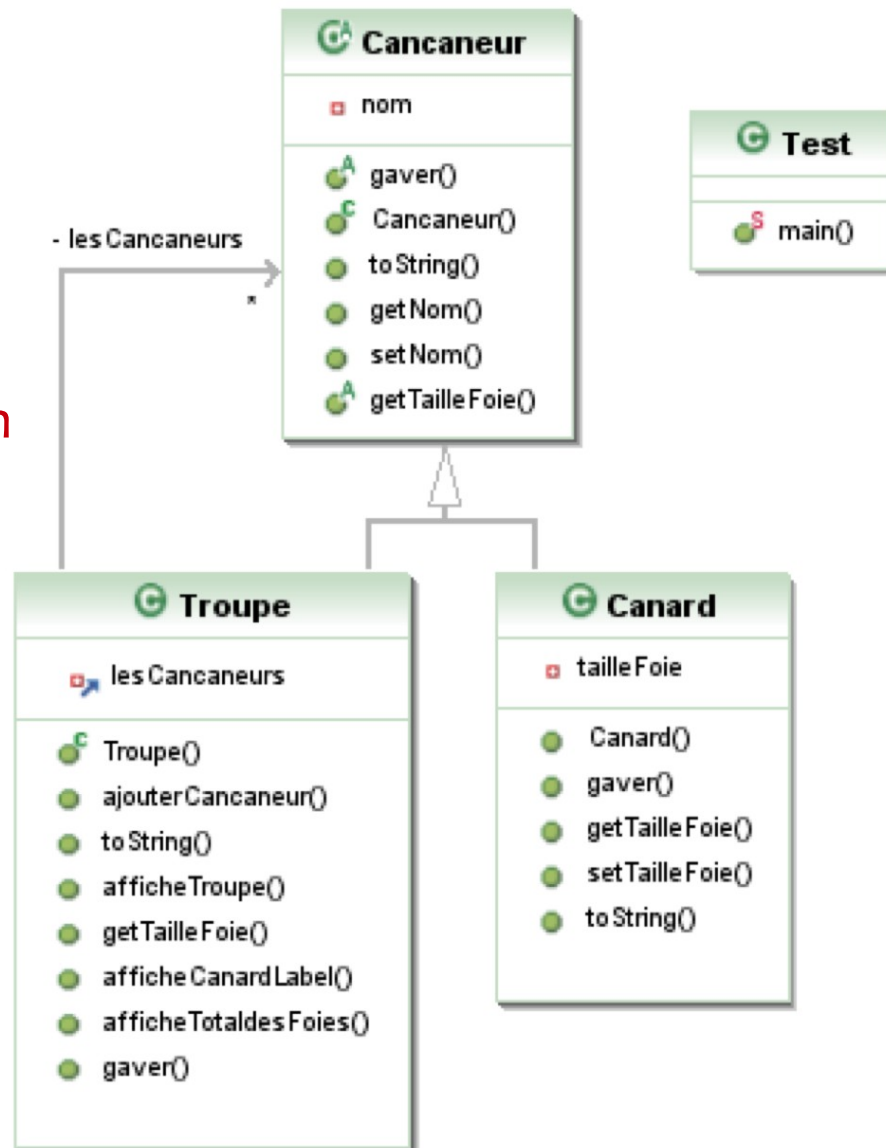 Cancaneur
nom
gaver()
Cancaneur()
toString()
getNom()
setNom()
getTailleFoie()
Test
main()
- lesCancaneurs
*
n
Troupe
lesCancaneurs
Troupe()
ajouterCancaneur()
toString()
afficheTroupe()
getTailleFoie()
afficheCanardLabel()
afficheTotaldesFoies()
gaver()
Canard
tailleFoie
Canard()
gaver()
getTailleFoie()
setTailleFoie()
toString()